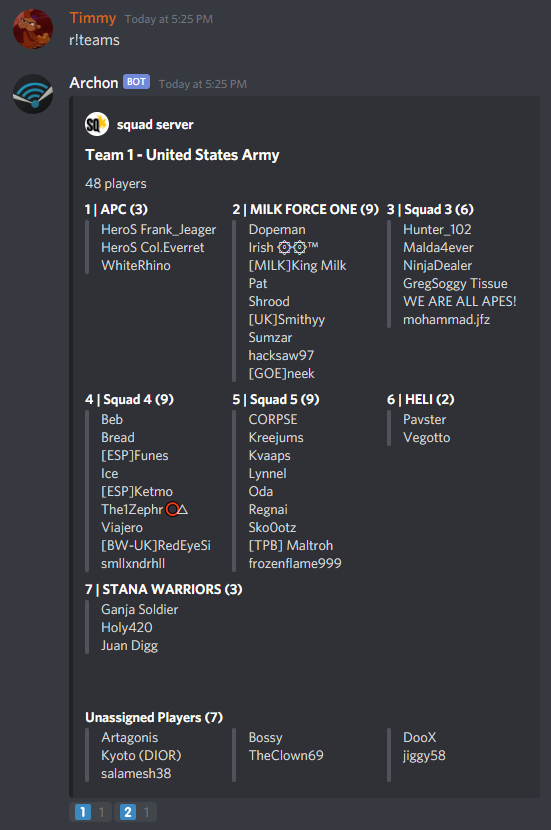 Timmy Today at 5:25 PM
r!teams
Archon BOT Today at 5:25 PM
SQ squad server
Team 1 - United States Army
48 players
1 | APC (3)
HeroS Frank_Jeager
HeroS Col.Everret
WhiteRhino
2 | MILK FORCE ONE (9)
Dopeman
Irish ۞۞™
[MILK]King Milk
Pat
Shrood
[UK]Smithyy
Sumzar
hacksaw97
[GOE]neek
3 | Squad 3 (6)
Hunter_102
Malda4ever
NinjaDealer
GregSoggy Tissue
WE ARE ALL APES!
mohammad.jfz
4 | Squad 4 (9)
Beb
Bread
[ESP]Funes
Ice
[ESP]Ketmo
The1Zephr⭕△
Viajero
[BW-UK]RedEyeSi
smllxndrhll
5 | Squad 5 (9)
CORPSE
Kreejums
Kvaaps
Lynnel
Oda
Regnai
Sko0otz
[TPB] Maltroh
frozenflame999
6 | HELI (2)
Pavster
Vegotto
7 | STANA WARRIORS (3)
Ganja Soldier
Holy420
Juan Digg
Unassigned Players (7)
Artagonis
Kyoto (DIOR)
salamesh38
Bossy
TheClown69
DooX
jiggy58
1 1 2 1